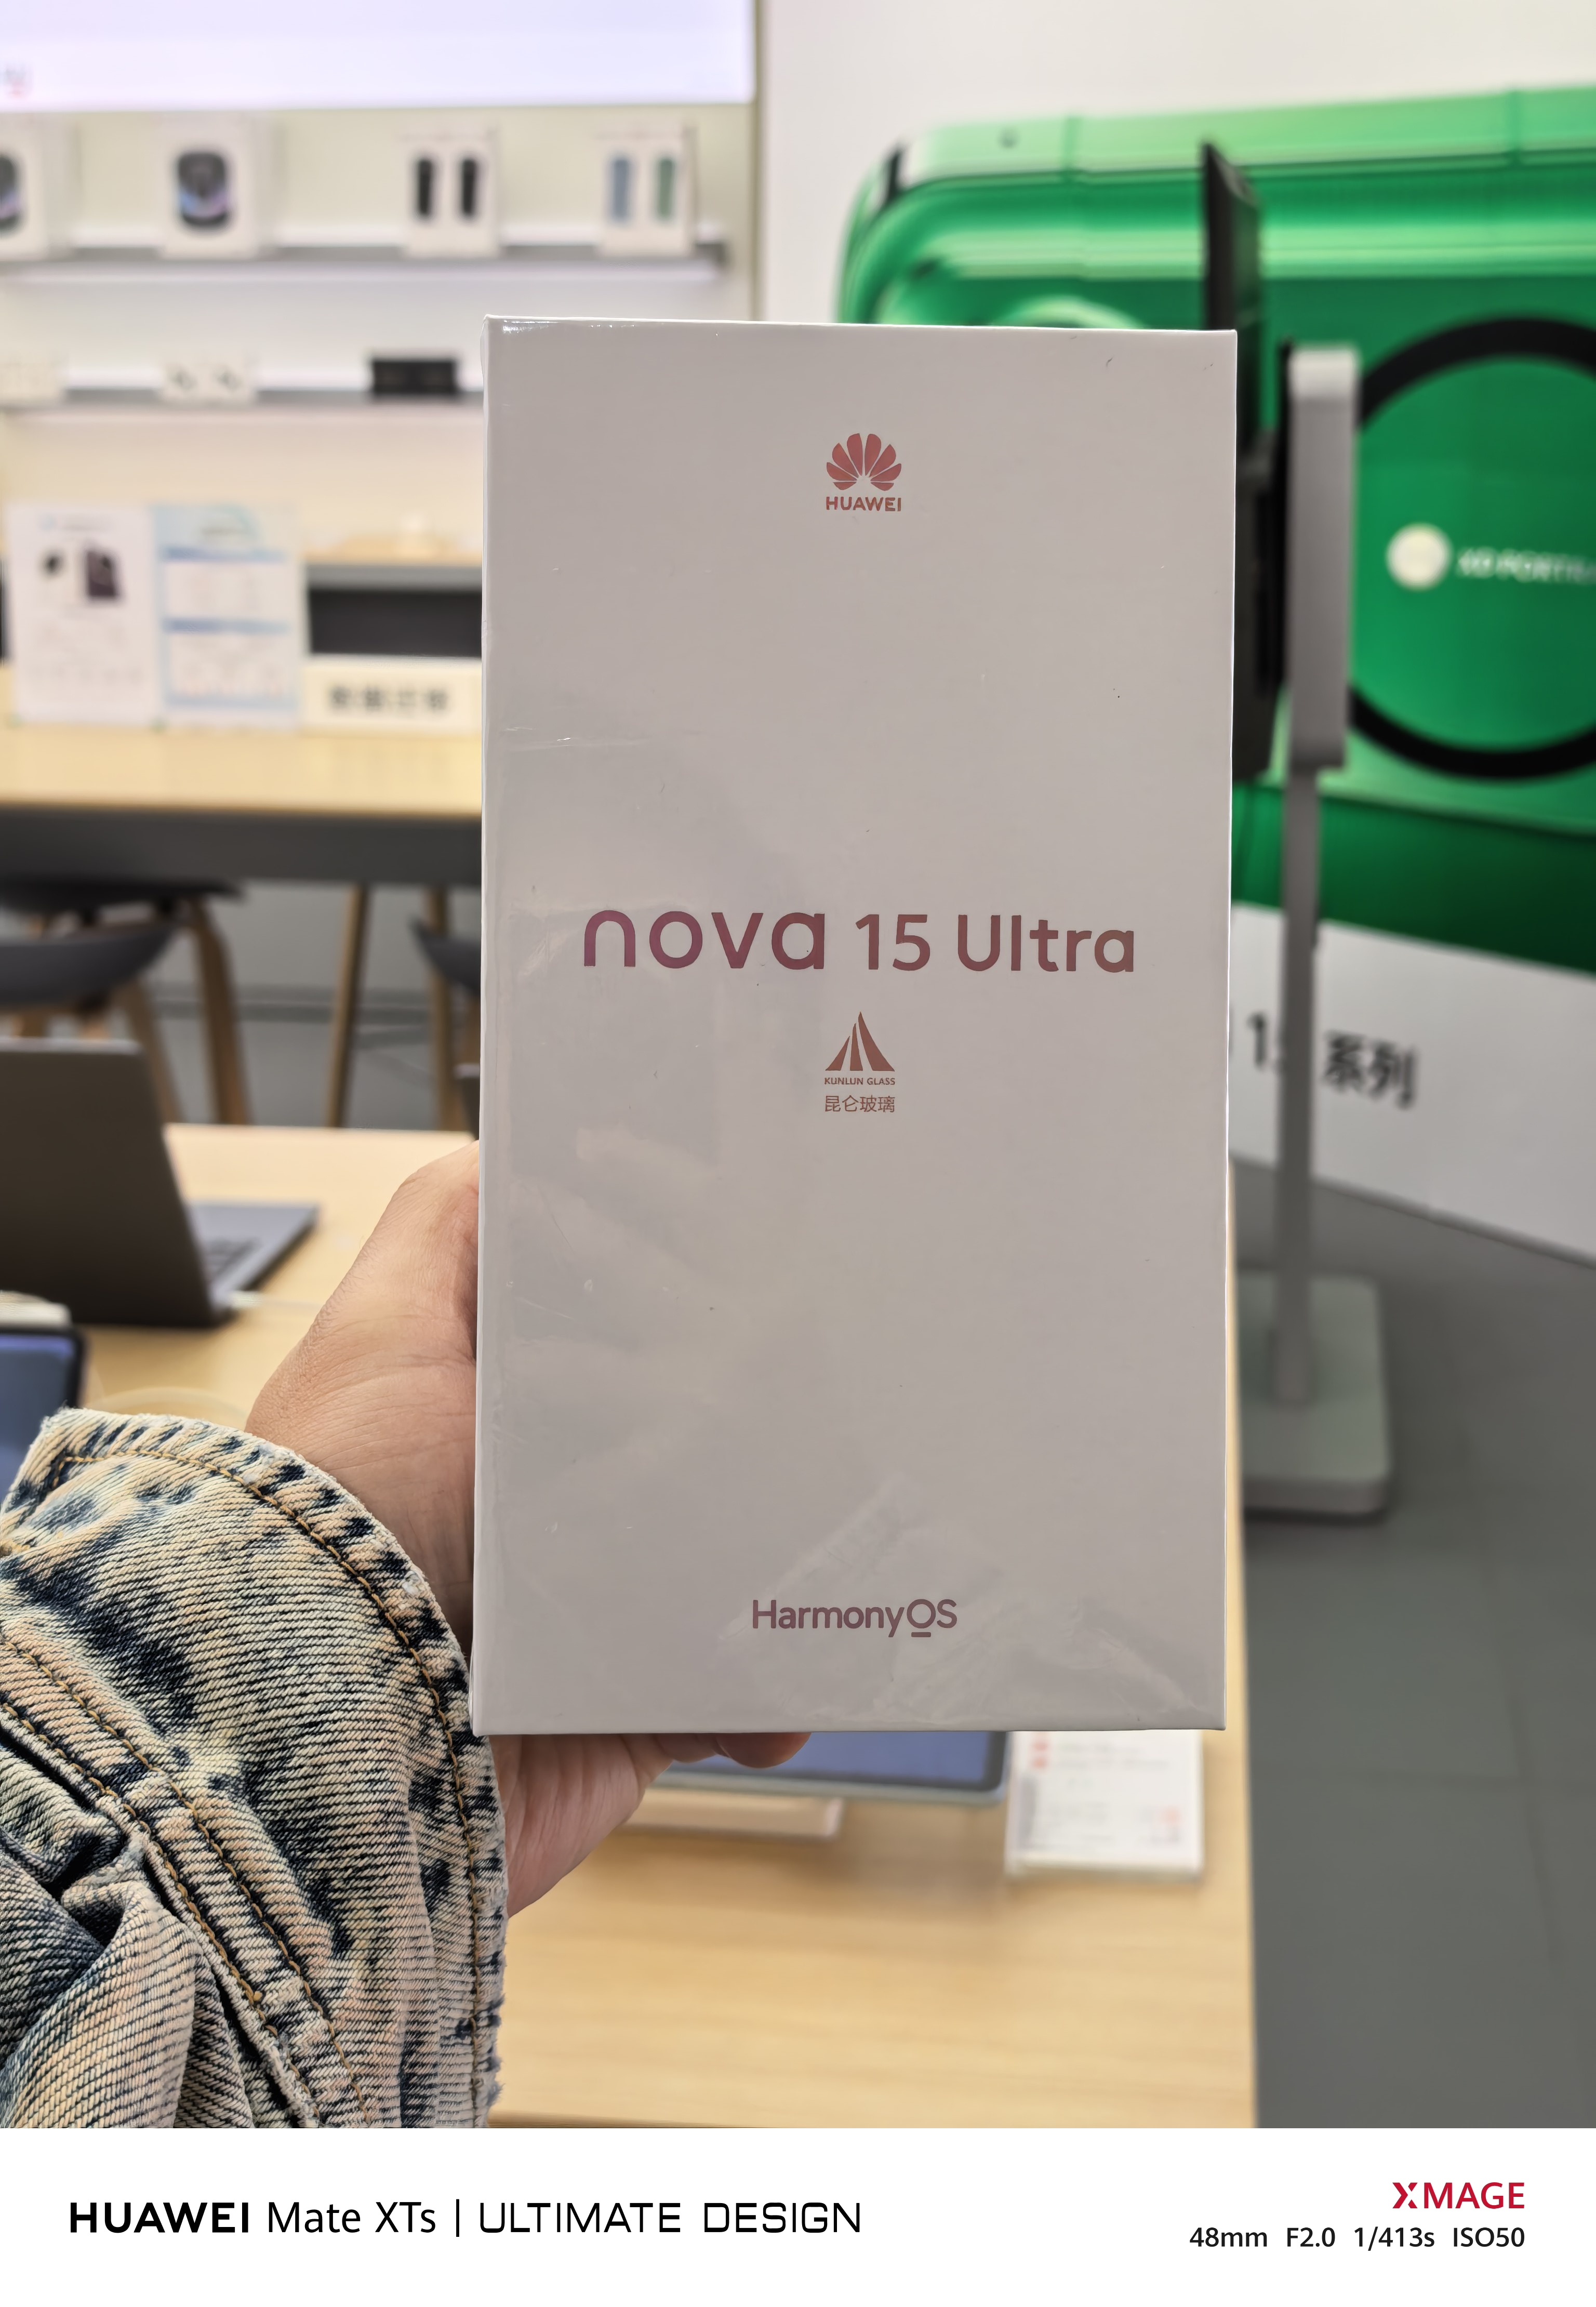 HUAWEI
nova 15 Ultra
KUNLUN GLASS
昆仑玻璃
系列
HarmonyOS
HUAWEI Mate XTs | ULTIMATE DESIGN
XMAGE
48mm F2.0 1/413s ISO50